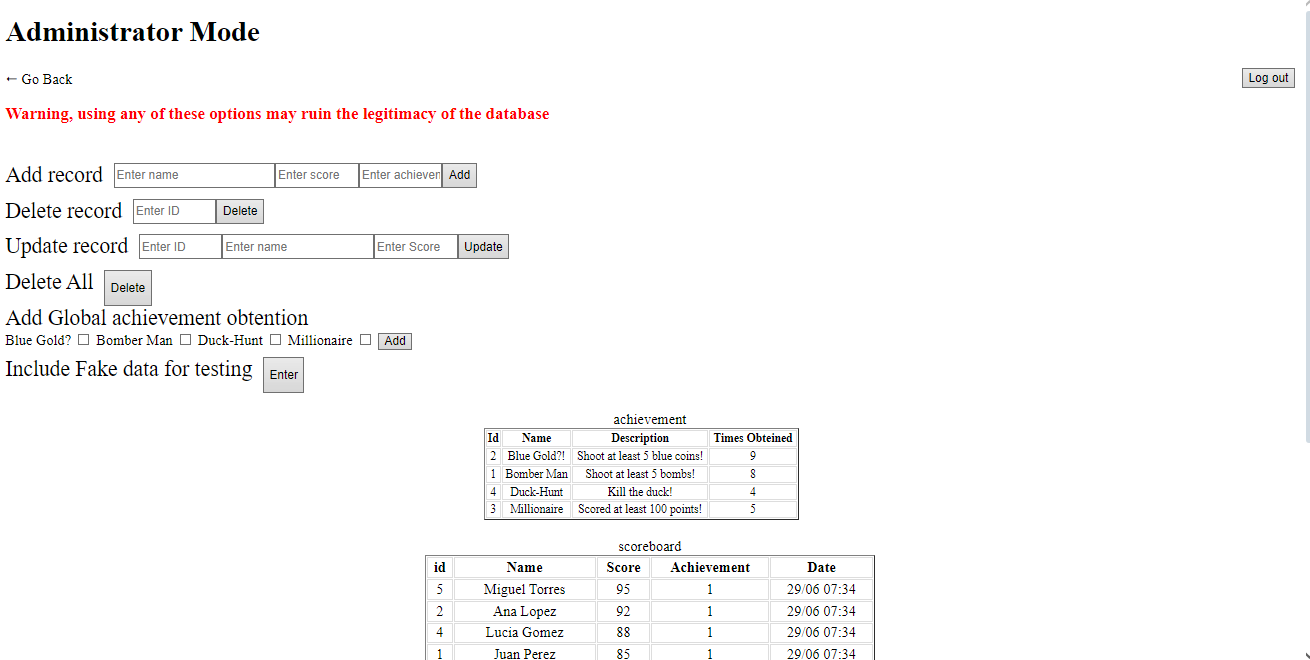 Administrator Mode
← Go Back
Log out
Warning, using any of these options may ruin the legitimacy of the database
Add record Enter name Enter score Enter achiever Add
Delete record Enter ID Delete
Update record Enter ID Enter name Enter Score Update
Delete All Delete
Add Global achievement obtention
Blue Gold? Bomber Man Duck-Hunt Millionaire Add
Include Fake data for testing Enter
achievement
Id Name Description Times Obteined
2 Blue Gold?! Shoot at least 5 blue coins! 9
1 Bomber Man Shoot at least 5 bombs! 8
4 Duck-Hunt Kill the duck! 4
3 Millionaire Scored at least 100 points! 5
scoreboard
id Name Score Achievement Date
5 Miguel Torres 95 1 29/06 07:34
2 Ana Lopez 92 1 29/06 07:34
4 Lucia Gomez 88 1 29/06 07:34
1 Juan Perez 85 1 29/06 07:34